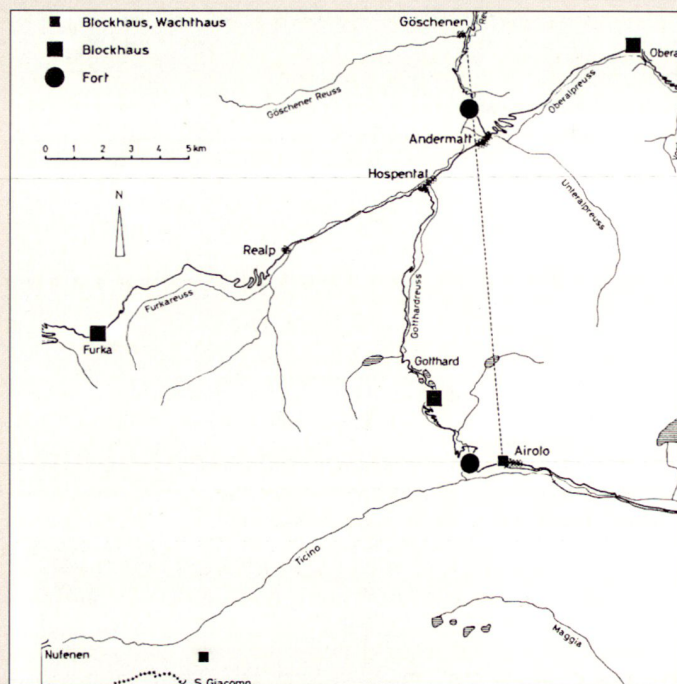 Blockhaus, Wachthaus
Blockhaus
Fort
0 1 2 3 4 5 km
N
Göschenen
Göschener Reuss
Oberalpreuss
Andermatt
Hospental
Unteralpreuss
Realp
Furkareuss
Gotthardreuss
Furka
Gotthard
Airolo
Ticino
Maggia
Nufenen
S. Giacomo